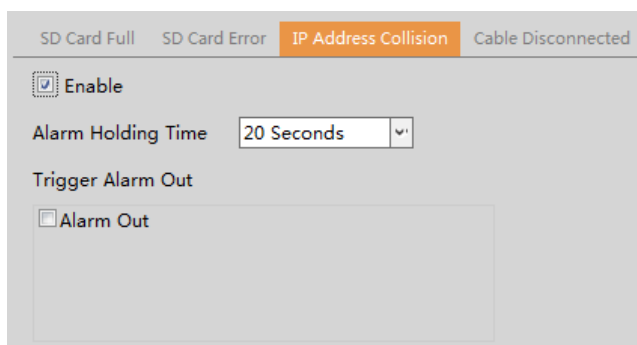 SD Card Full SD Card Error IP Address Collision Cable Disconnected
Enable
Alarm Holding Time 20 Seconds
Trigger Alarm Out
Alarm Out